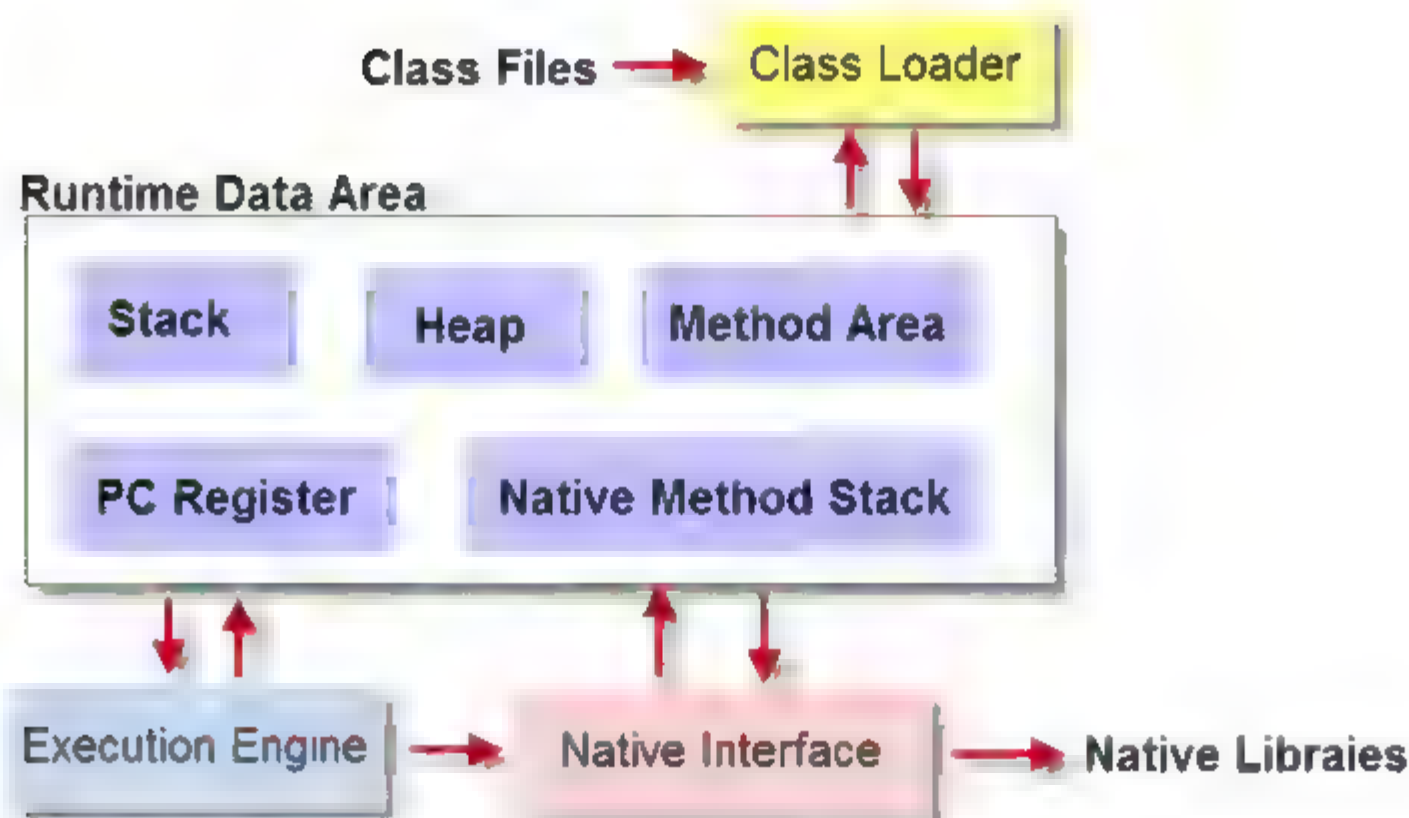 Class Files
Class Loader
Runtime Data Area
Stack
Heap
Method Area
PC Register
Native Method Stack
Execution Engine
Native Interface
Native Libraies